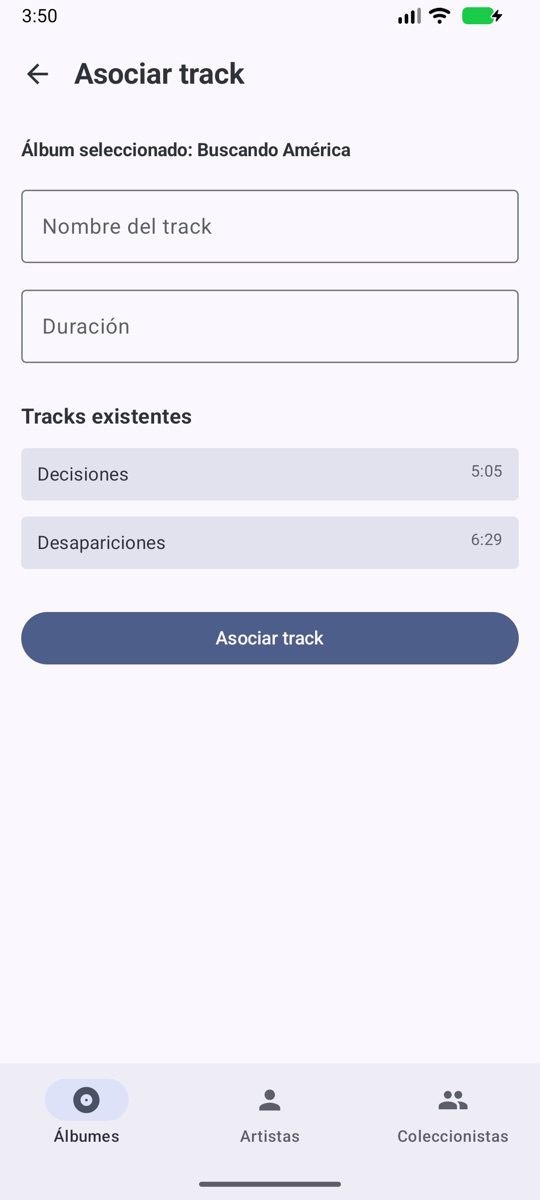 3:50
Asociar track
Álbum seleccionado: Buscando América
Nombre del track
Duración
Tracks existentes
Decisiones 5:05
Desapariciones 6:29
Asociar track
Álbumes Artistas Coleccionistas